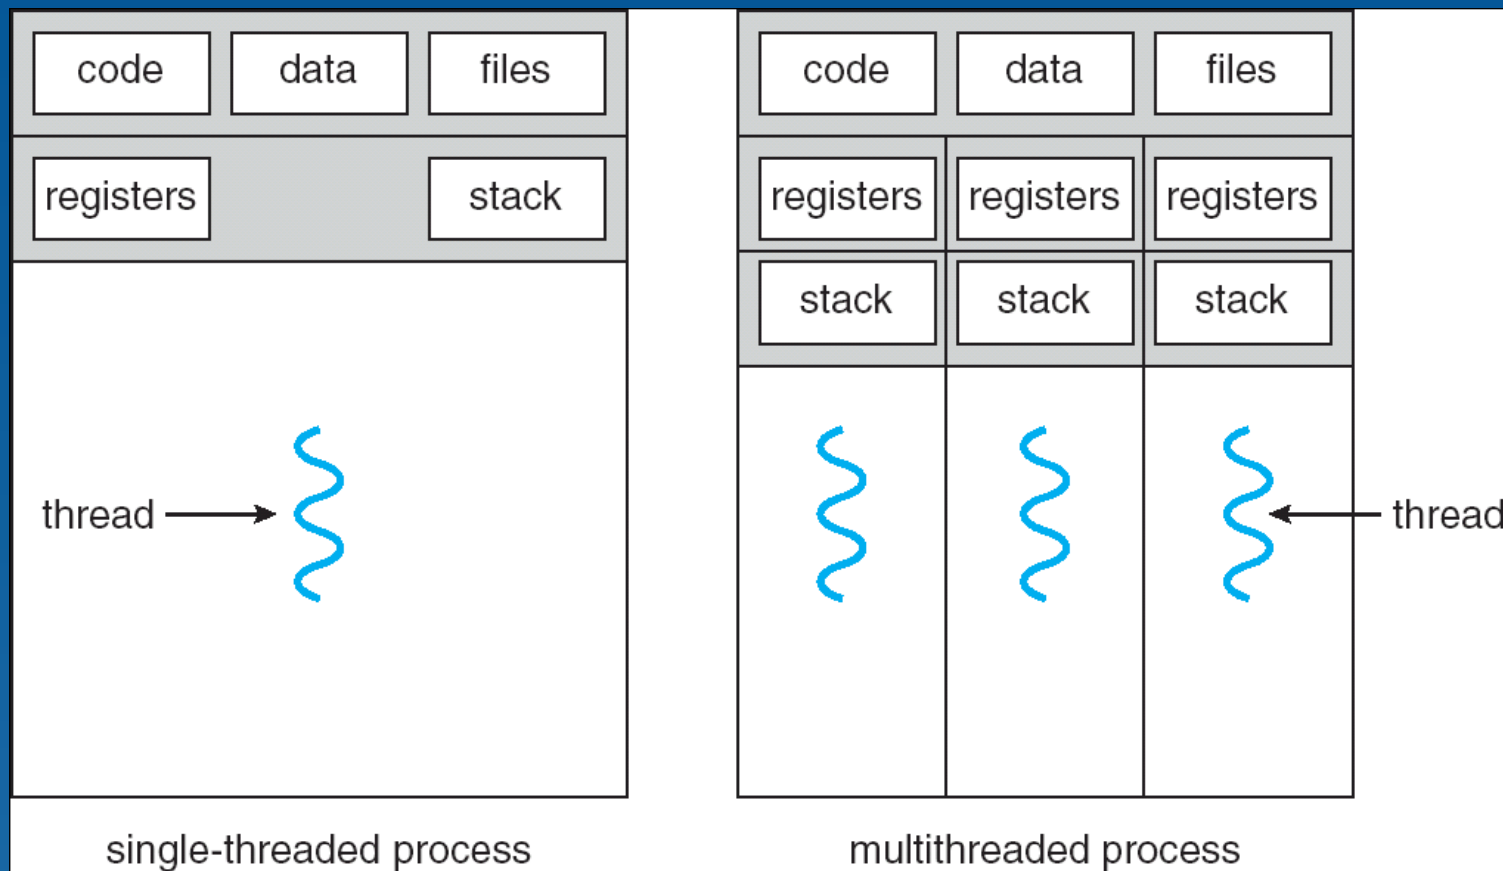 code data files
registers stack
thread
single-threaded process
code data files
registers registers registers
stack stack stack
thread
multithreaded process